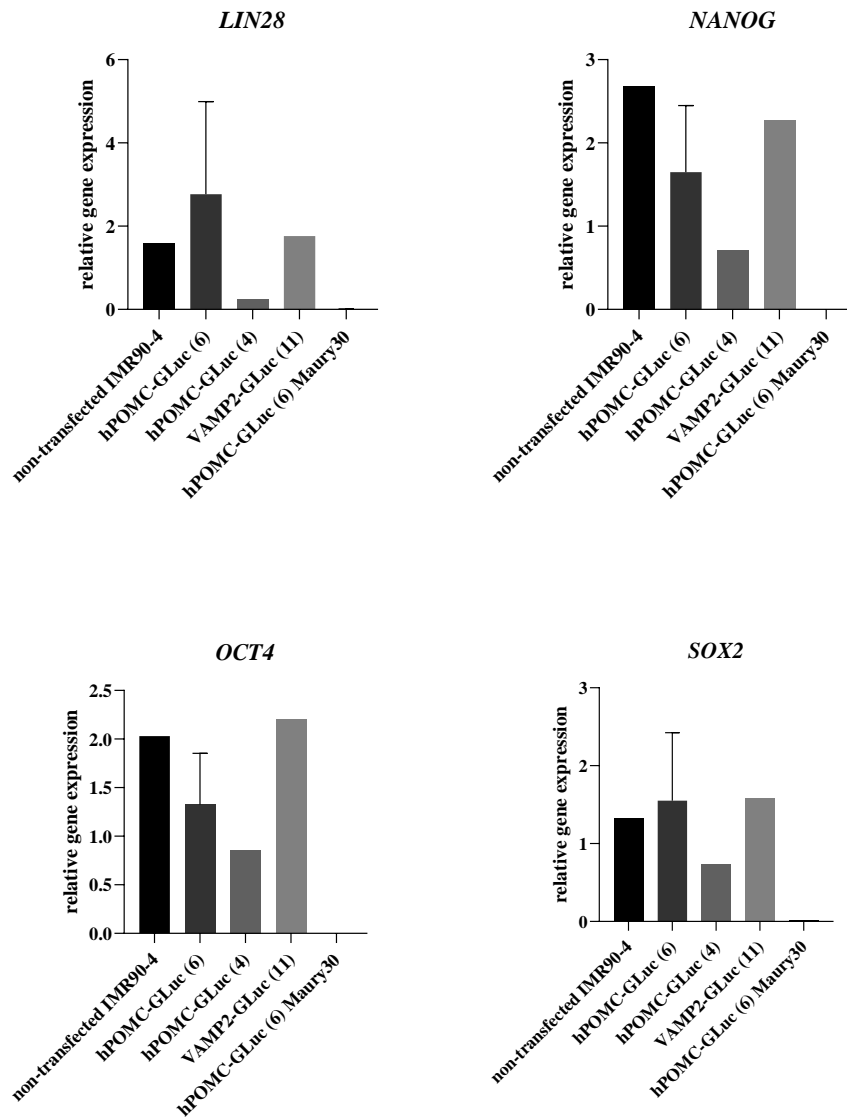 LIN28
relative gene expression
6
4
2
0
non-transfected IMR90-4
hPOMC-GLuc (6)
hPOMC-GLuc (4)
VAMP2-GLuc (11)
hPOMC-GLuc (6) Maury30
NANOG
relative gene expression
3
2
1
0
non-transfected IMR90-4
hPOMC-GLuc (6)
hPOMC-GLuc (4)
VAMP2-GLuc (11)
hPOMC-GLuc (6) Maury30
OCT4
relative gene expression
2.5
2.0
1.5
1.0
0.5
0.0
non-transfected IMR90-4
hPOMC-GLuc (6)
hPOMC-GLuc (4)
VAMP2-GLuc (11)
hPOMC-GLuc (6) Maury30
SOX2
relative gene expression
3
2
1
0
non-transfected IMR90-4
hPOMC-GLuc (6)
hPOMC-GLuc (4)
VAMP2-GLuc (11)
hPOMC-GLuc (6) Maury30